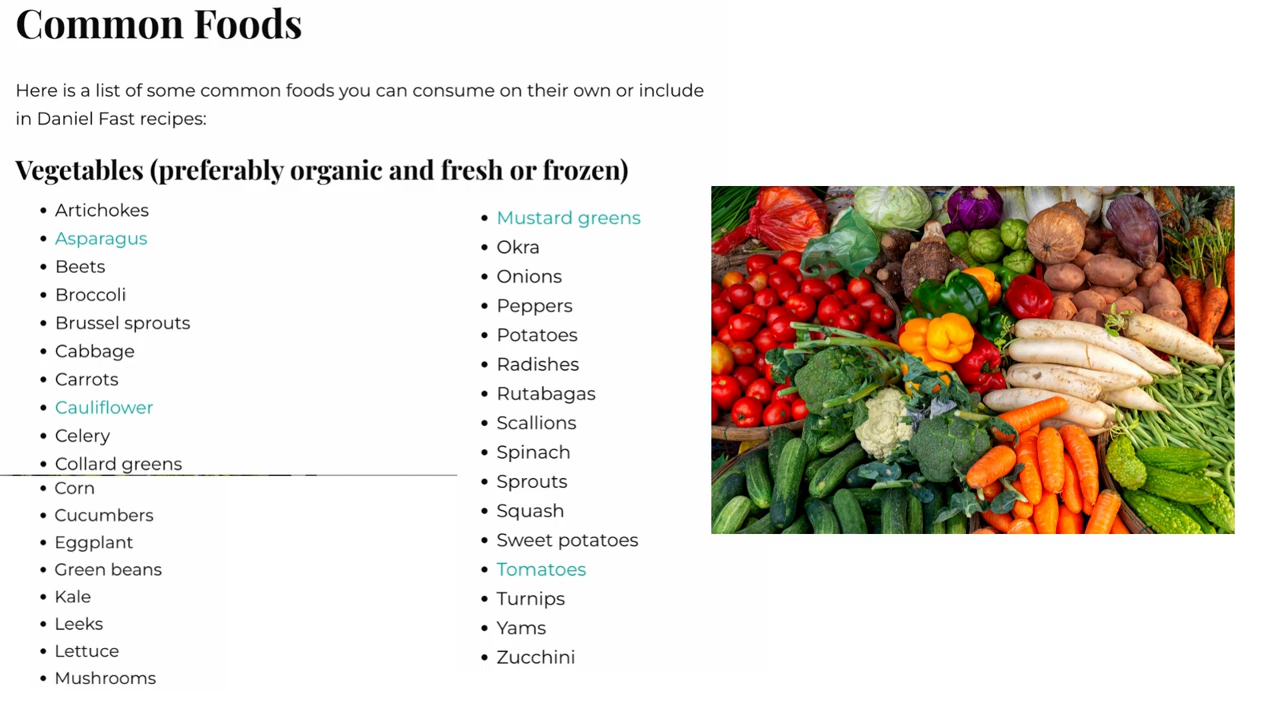 Common Foods
Here is a list of some common foods you can consume on their own or include
in Daniel Fast recipes:
Vegetables (preferably organic and fresh or frozen)
• Artichokes
• Asparagus
• Beets
• Broccoli
• Brussel sprouts
• Cabbage
• Carrots
• Cauliflower
• Celery
• Collard greens
• Corn
• Cucumbers
• Eggplant
• Green beans
• Kale
• Leeks
• Lettuce
• Mushrooms
• Mustard greens
• Okra
• Onions
• Peppers
• Potatoes
• Radishes
• Rutabagas
• Scallions
• Spinach
• Sprouts
• Squash
• Sweet potatoes
• Tomatoes
• Turnips
• Yams
• Zucchini